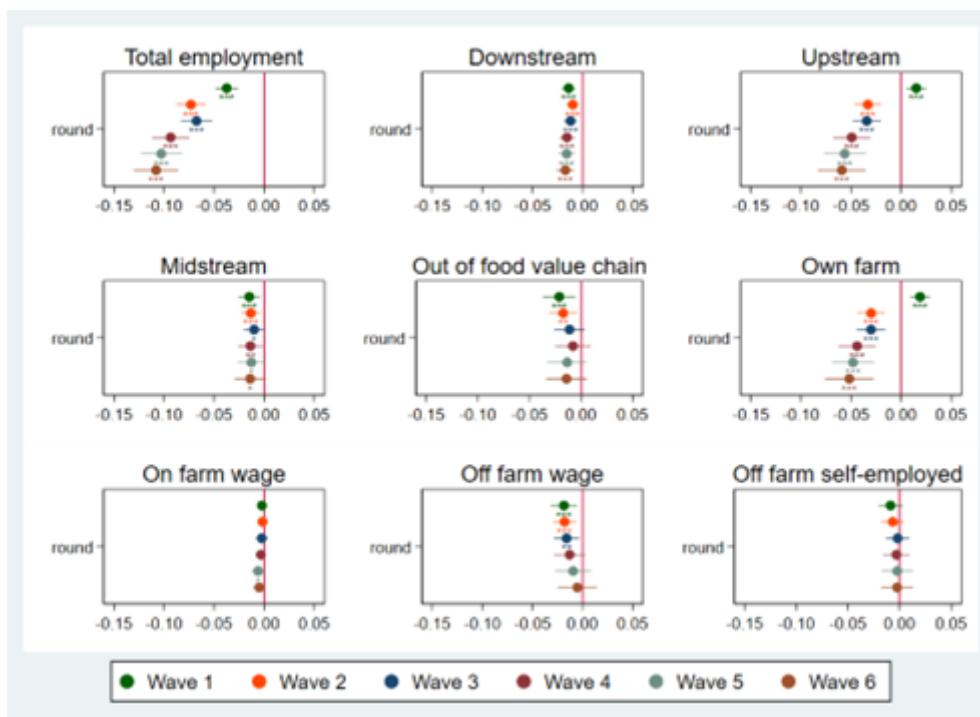 Total employment
Downstream
Upstream
round
round
round
-0.15 -0.10 -0.05 0.00 0.05
-0.15 -0.10 -0.05 0.00 0.05
-0.15 -0.10 -0.05 0.00 0.05
Midstream
Out of food value chain
Own farm
round
round
round
-0.15 -0.10 -0.05 0.00 0.05
-0.15 -0.10 -0.05 0.00 0.05
-0.15 -0.10 -0.05 0.00 0.05
On farm wage
Off farm wage
Off farm self-employed
round
round
round
-0.15 -0.10 -0.05 0.00 0.05
-0.15 -0.10 -0.05 0.00 0.05
-0.15 -0.10 -0.05 0.00 0.05
Wave 1 Wave 2 Wave 3 Wave 4 Wave 5 Wave 6